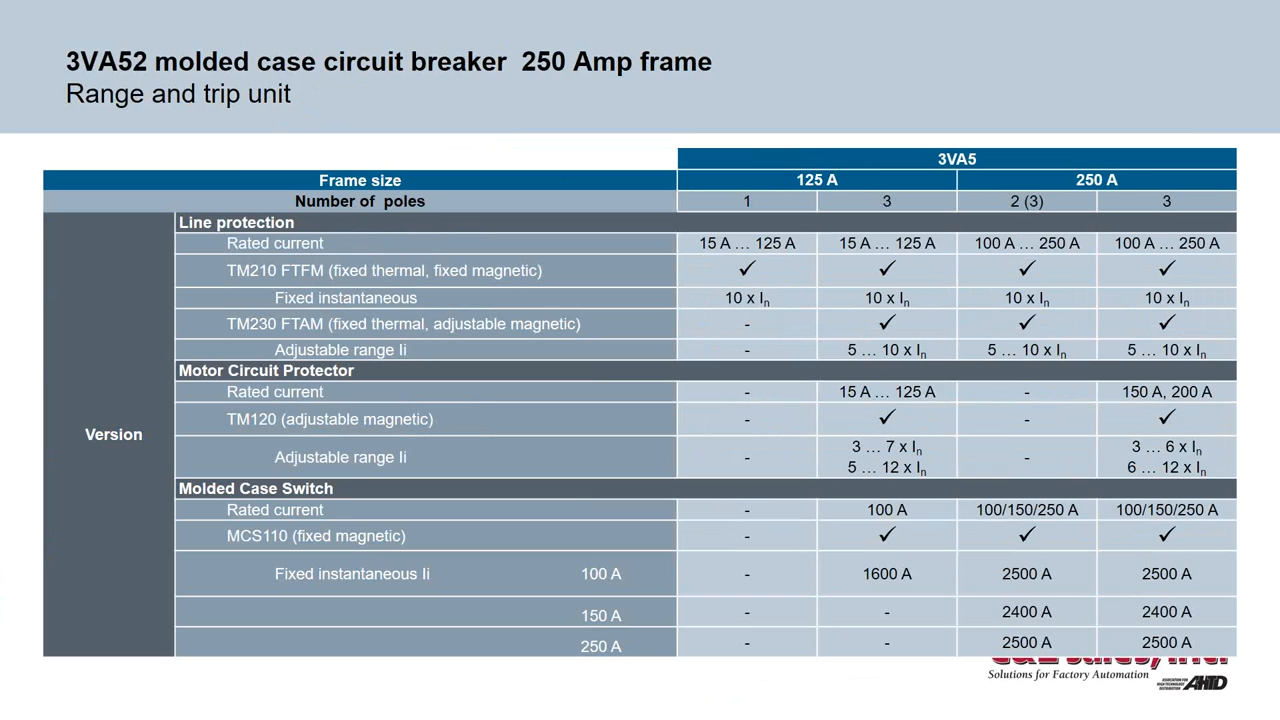 3VA52 molded case circuit breaker 250 Amp frame
Range and trip unit
3VA5
Frame size 125 A 250 A
Number of poles 1 3 2 (3) 3
Version
Line protection
Rated current 15 A … 125 A 15 A … 125 A 100 A … 250 A 100 A … 250 A
TM210 FTFM (fixed thermal, fixed magnetic) ✓ ✓ ✓ ✓
Fixed instantaneous 10 x In 10 x In 10 x In 10 x In
TM230 FTAM (fixed thermal, adjustable magnetic) - ✓ ✓ ✓
Adjustable range Ii - 5 … 10 x In 5 … 10 x In 5 … 10 x In
Motor Circuit Protector
Rated current - 15 A … 125 A - 150 A, 200 A
TM120 (adjustable magnetic) - ✓ - ✓
Adjustable range Ii - 3 … 7 x In - 3 … 6 x In
5 … 12 x In 6 … 12 x In
Molded Case Switch
Rated current - 100 A 100/150/250 A 100/150/250 A
MCS110 (fixed magnetic) - ✓ ✓ ✓
Fixed instantaneous Ii 100 A - 1600 A 2500 A 2500 A
150 A - - 2400 A 2400 A
250 A - - 2500 A 2500 A
Solutions for Factory Automation
AHTD